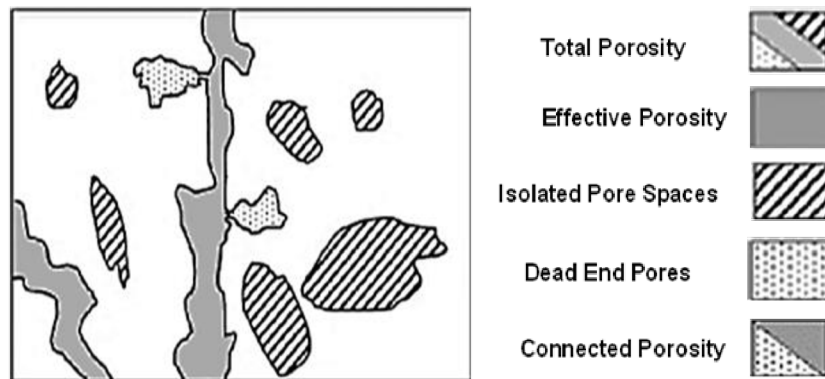 Total Porosity
Effective Porosity
Isolated Pore Spaces
Dead End Pores
Connected Porosity